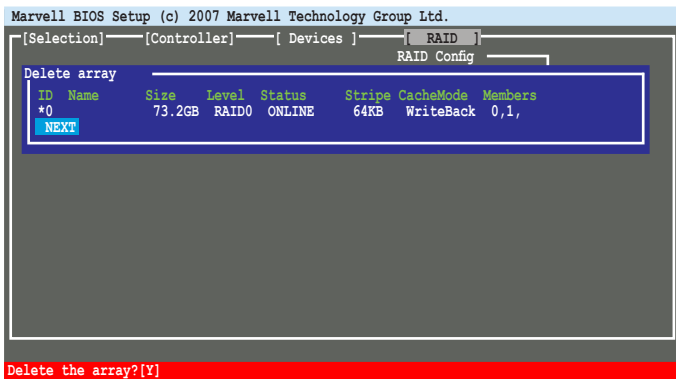 Marvell BIOS Setup (c) 2007 Marvell Technology Group Ltd.
[Selection] [Controller] [ Devices ] [ RAID ]
RAID Config
Delete array
ID Name Size Level Status Stripe CacheMode Members
*0 73.2GB RAID0 ONLINE 64KB WriteBack 0,1,
NEXT
Delete the array?[Y]